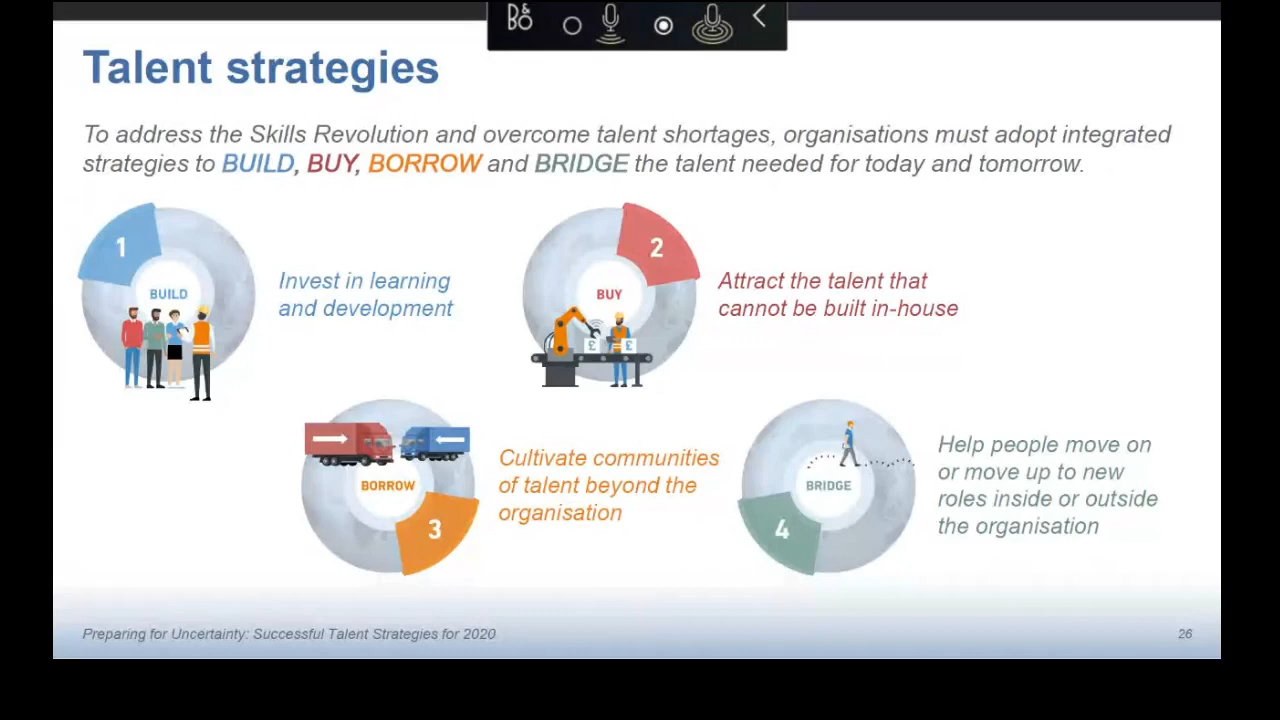 B&O
Talent strategies
To address the Skills Revolution and overcome talent shortages, organisations must adopt integrated
strategies to BUILD, BUY, BORROW and BRIDGE the talent needed for today and tomorrow.
1
BUILD
Invest in learning
and development
2
BUY
£ £
Attract the talent that
cannot be built in-house
BORROW
3
Cultivate communities
of talent beyond the
organisation
BRIDGE
4
Help people move on
or move up to new
roles inside or outside
the organisation
Preparing for Uncertainty: Successful Talent Strategies for 2020
26